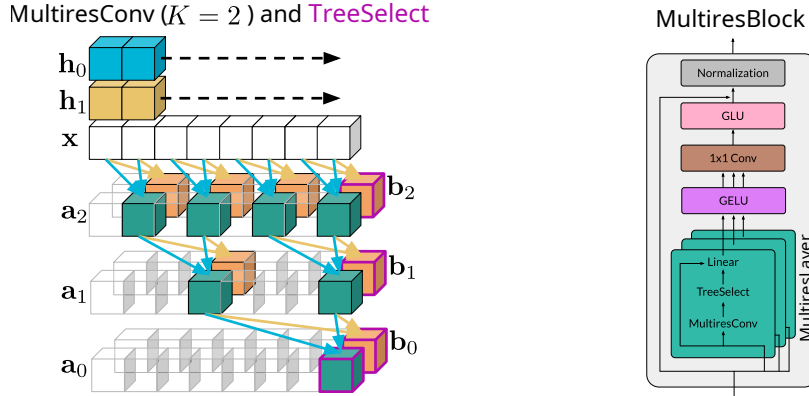 MultiresConv (K = 2 ) and TreeSelect
h0
h1
x
a2
b2
a1
b1
a0
b0
MultiresBlock
Normalization
GLU
1x1 Conv
GELU
Linear
TreeSelect
MultiresConv
MultiresLayer